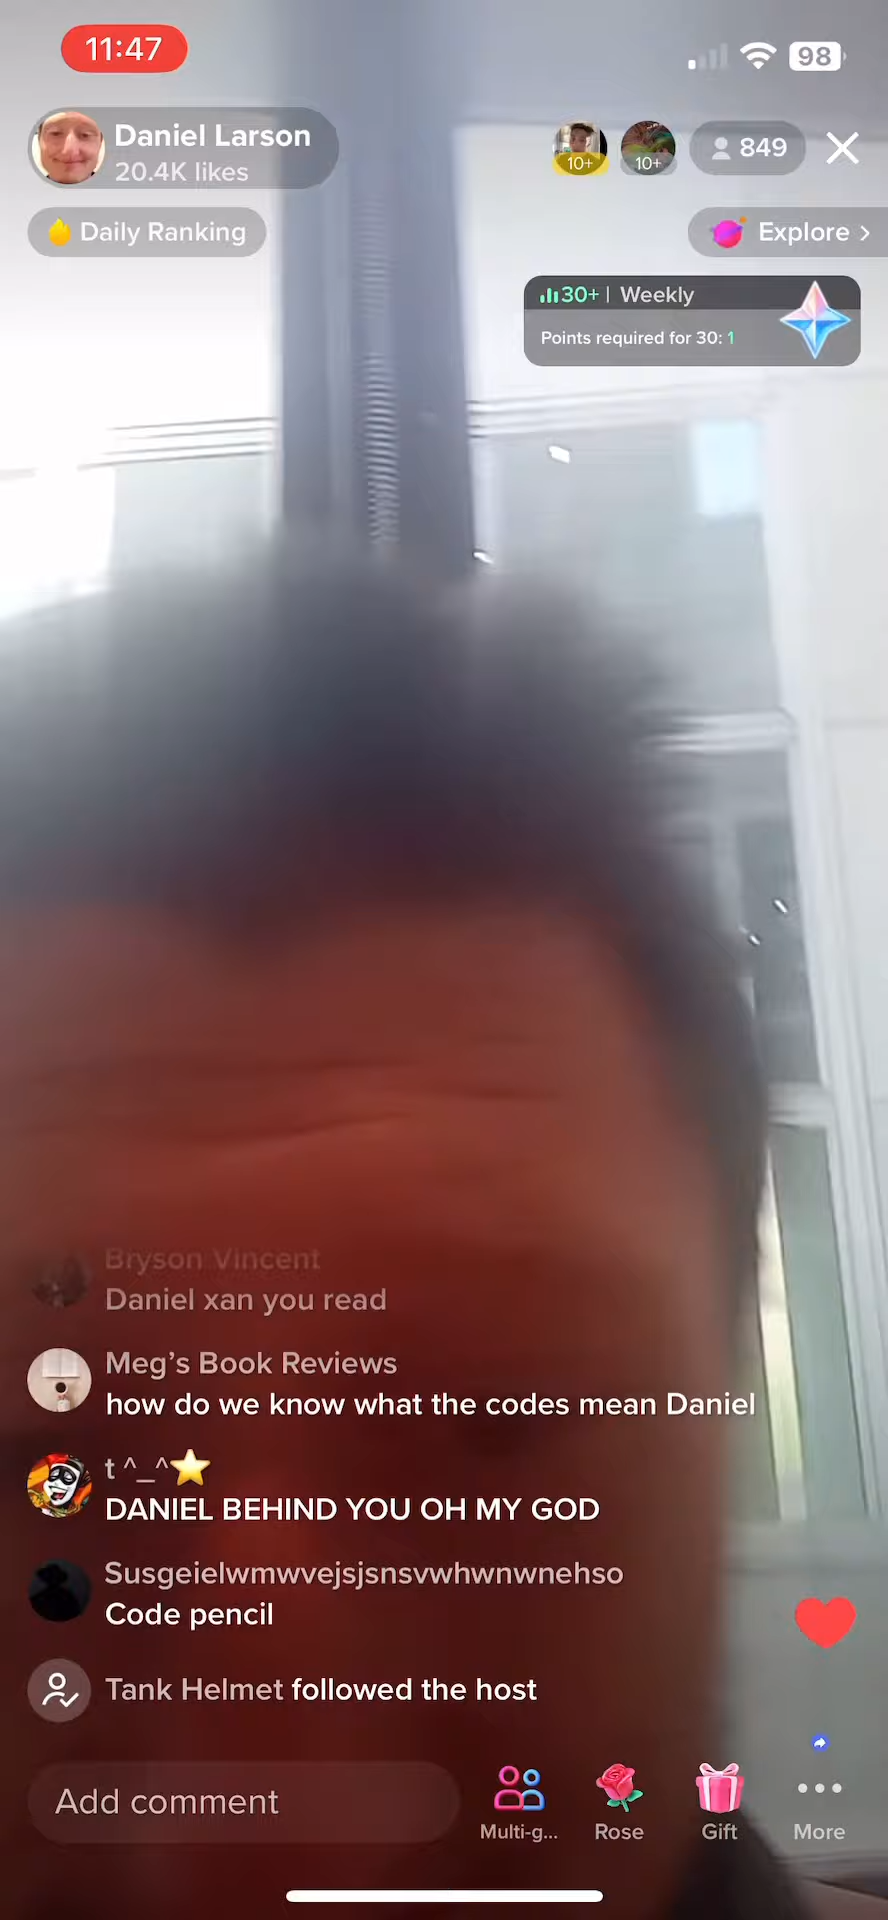 11:47
98
Daniel Larson
20.4K likes
10+
10+
849
Daily Ranking
Explore >
30+ | Weekly
Points required for 30: 1
Bryson Vincent
Daniel xan you read
Meg's Book Reviews
how do we know what the codes mean Daniel
t ^_^⭐
DANIEL BEHIND YOU OH MY GOD
Susgeielwmwvejsjsnsvwhwnwnehso
Code pencil
Tank Helmet followed the host
Add comment
Multi-g...
Rose
Gift
More